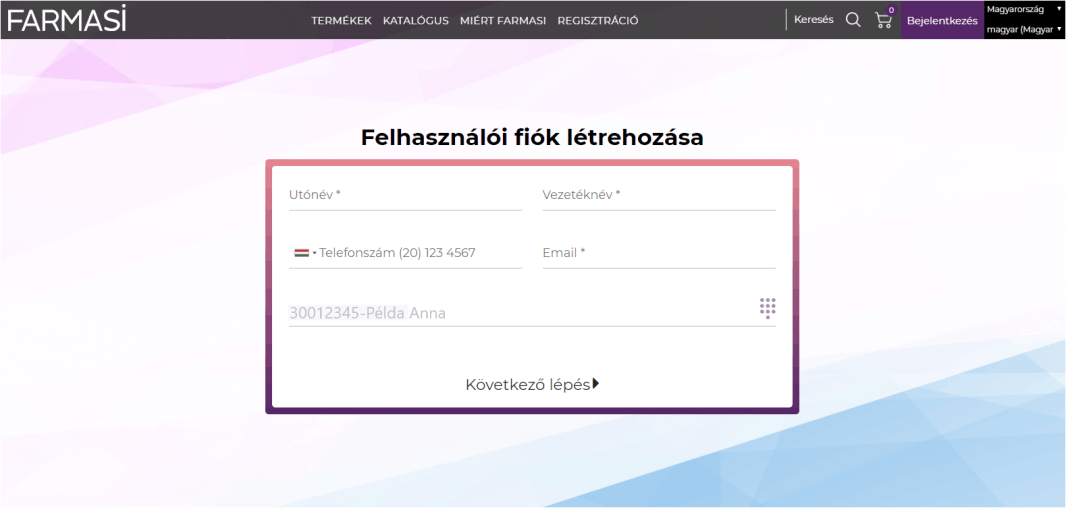 FARMASİ
TERMÉKEK KATALÓGUS MIÉRT FARMASI REGISZTRÁCIÓ
Keresés
0
Bejelentkezés
Magyarország
magyar (Magyar
Felhasználói fiók létrehozása
Utónév * Vezetéknév *
Telefonszám (20) 123 4567 Email *
30012345-Példa Anna
Következő lépés